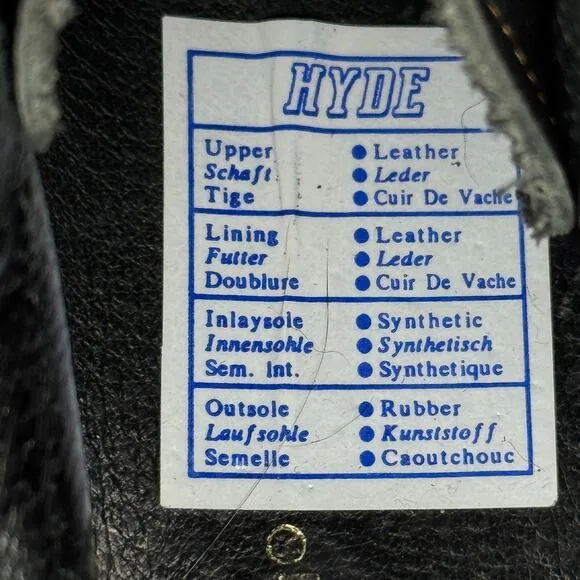 HYDE
Upper ● Leather
Schaft ● Leder
Tige ● Cuir De Vache
Lining ● Leather
Futter ● Leder
Doublure ● Cuir De Vache
Inlaysole ● Synthetic
Innensohle ● Synthetisch
Sem. Int. ● Synthetique
Outsole ● Rubber
Laufsohle ● Kunststoff
Semelle ● Caoutchouc